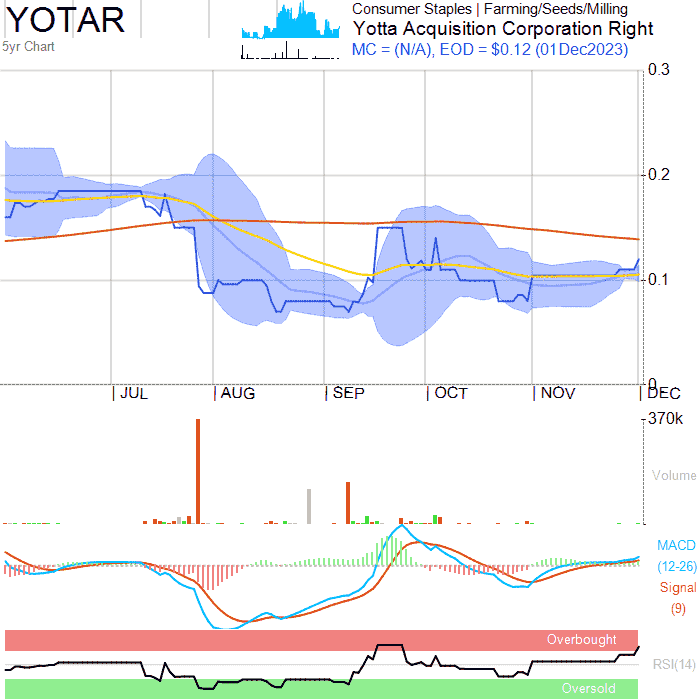 YOTAR
Consumer Staples | Farming/Seeds/Milling
Yotta Acquisition Corporation Right
5yr Chart
MC = (N/A), EOD = $0.12 (01Dec2023)
0.3
0.2
0.1
0
| JUL | AUG | SEP | OCT | NOV | DEC
370k
Volume
MACD
(12-26)
Signal
(9)
Overbought
RSI(14)
Oversold